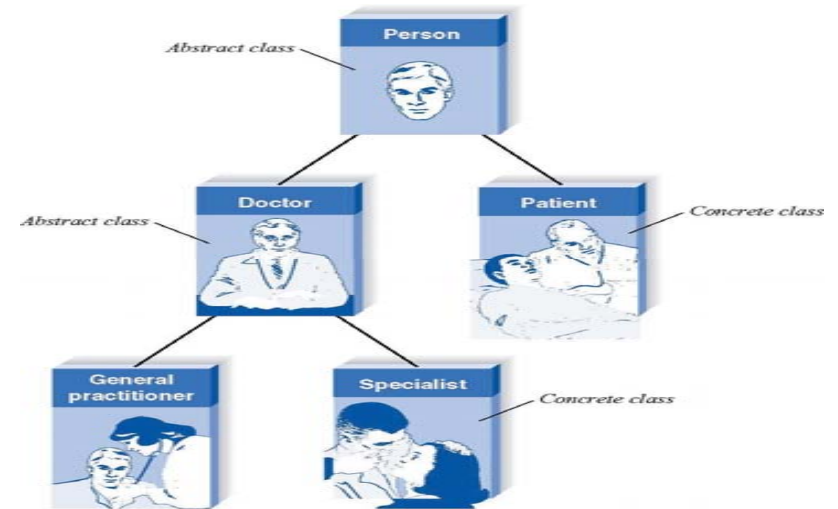 Person
Abstract class
Doctor
Patient
Abstract class
Concrete class
General
practitioner
Specialist
Concrete class